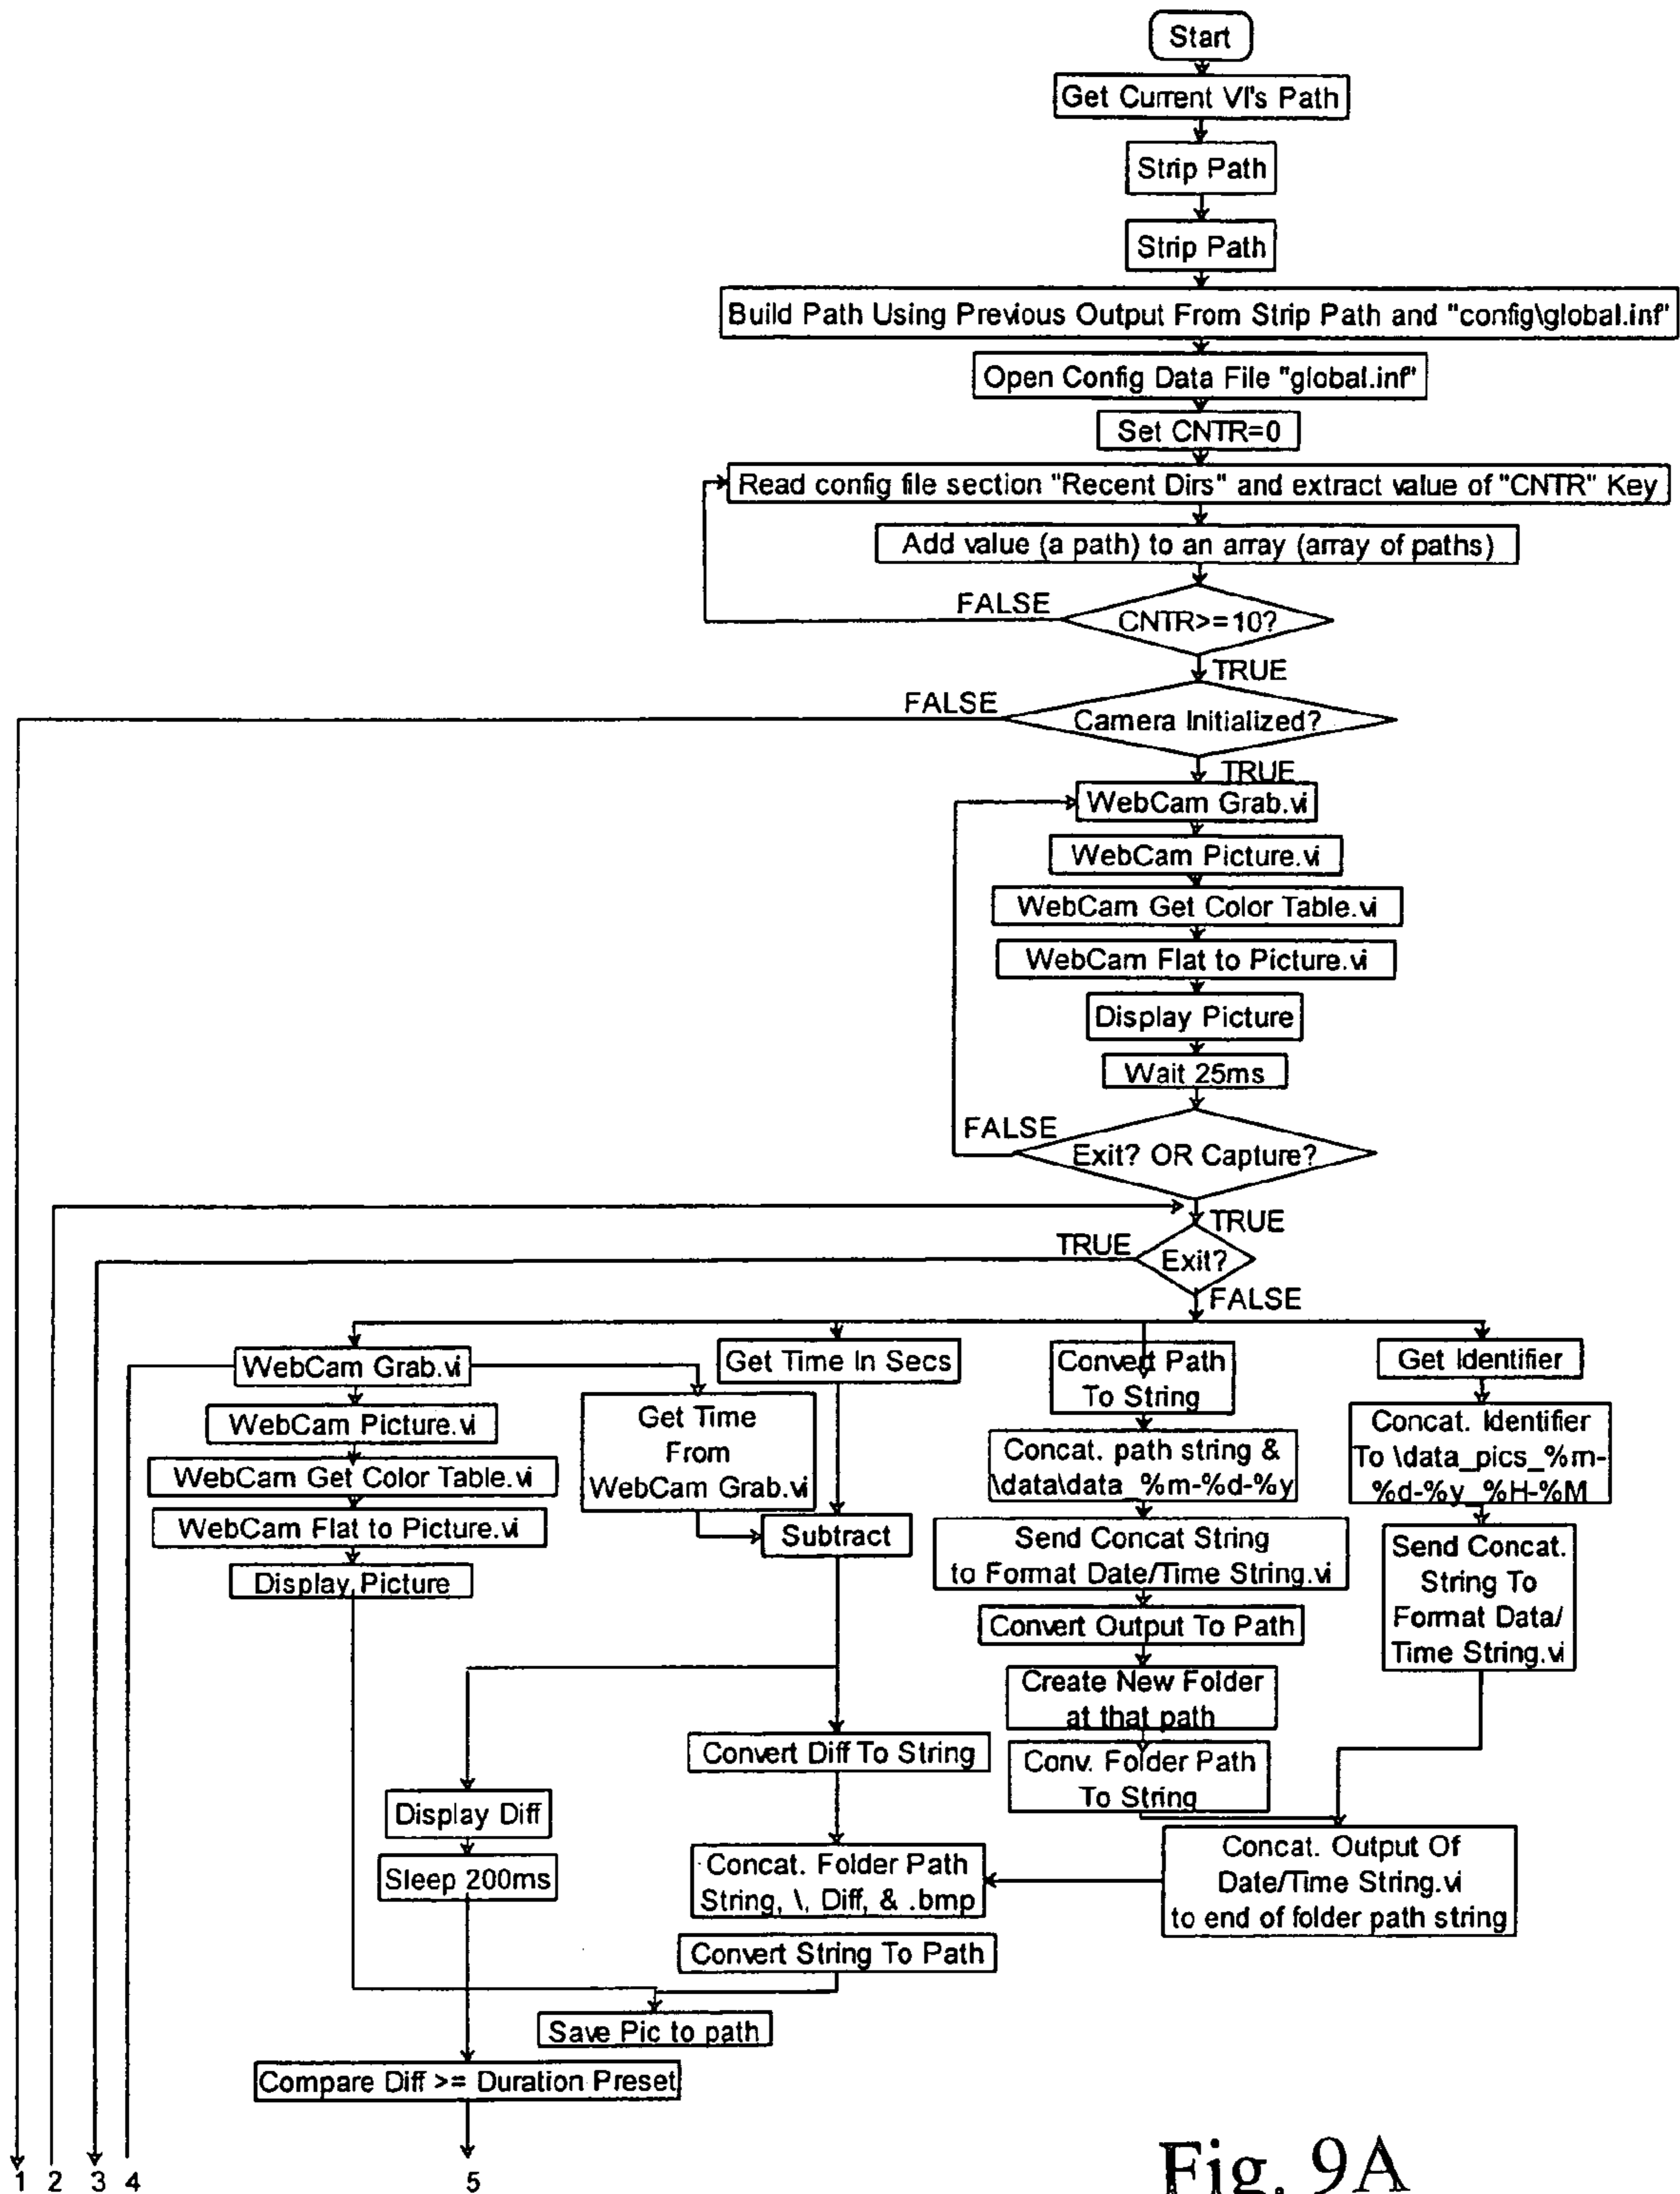 Start
Get Current VI's Path
Strip Path
Strip Path
Build Path Using Previous Output From Strip Path and "config\global.inf"
Open Config Data File "global.inf"
Set CNTR=0
Read config file section "Recent Dirs" and extract value of "CNTR" Key
Add value (a path) to an array (array of paths)
FALSE
CNTR>=10?
TRUE
FALSE
Camera Initialized?
TRUE
WebCam Grab.vi
WebCam Picture.vi
WebCam Get Color Table.vi
WebCam Flat to Picture.vi
Display Picture
Wait 25ms
FALSE
Exit? OR Capture?
TRUE
TRUE
Exit?
FALSE
WebCam Grab.vi
WebCam Picture.vi
WebCam Get Color Table.vi
WebCam Flat to Picture.vi
Display Picture
Get Time In Secs
Get Time
From
WebCam Grab.vi
Subtract
Convert Path
To String
Concat. path string &
\data\data_%m-%d-%y
Send Concat String
to Format Date/Time String.vi
Convert Output To Path
Create New Folder
at that path
Conv. Folder Path
To String
Get Identifier
Concat. Identifier
To \data_pics_%m-
%d-%y_%H-%M
Send Concat.
String To
Format Data/
Time String.vi
Convert Diff To String
Display Diff
Sleep 200ms
Concat. Folder Path
String, \, Diff, & .bmp
Concat. Output Of
Date/Time String.vi
to end of folder path string
Convert String To Path
Save Pic to path
Compare Diff >= Duration Preset
1 2 3 4 5
Fig. 9A